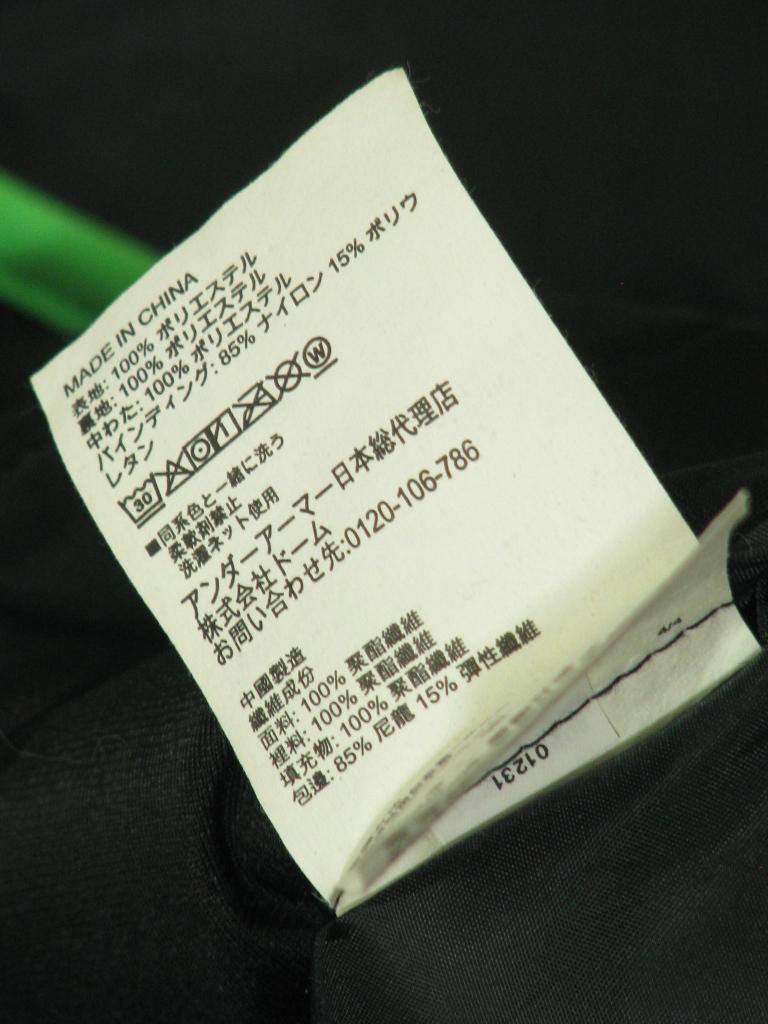 MADE IN CHINA
表地: 100% ポリエステル
裏地: 100% ポリエステル
中わた: 100% ポリエステル
バインディング: 85% ナイロン 15% ポリウ
レタン
30 W
■同系色と一緒に洗う
柔軟剤禁止
洗濯ネット使用
アンダーアーマー日本総代理店
株式会社ドーム
お問い合わせ先:0120-106-786
中國製造
纖維成份
面料: 100% 聚酯纖維
裡料: 100% 聚酯纖維
填充物: 100% 聚酯纖維
包邊: 85% 尼龍 15% 彈性纖維
4/4
01231